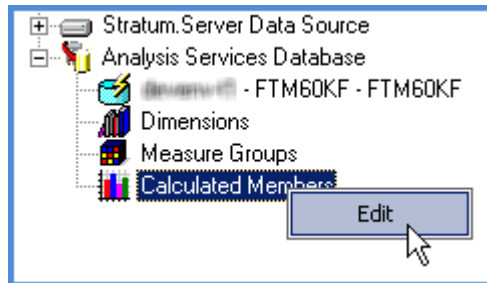 Stratum.Server Data Source
Analysis Services Database
- FTM60KF - FTM60KF
Dimensions
Measure Groups
Calculated Members
Edit